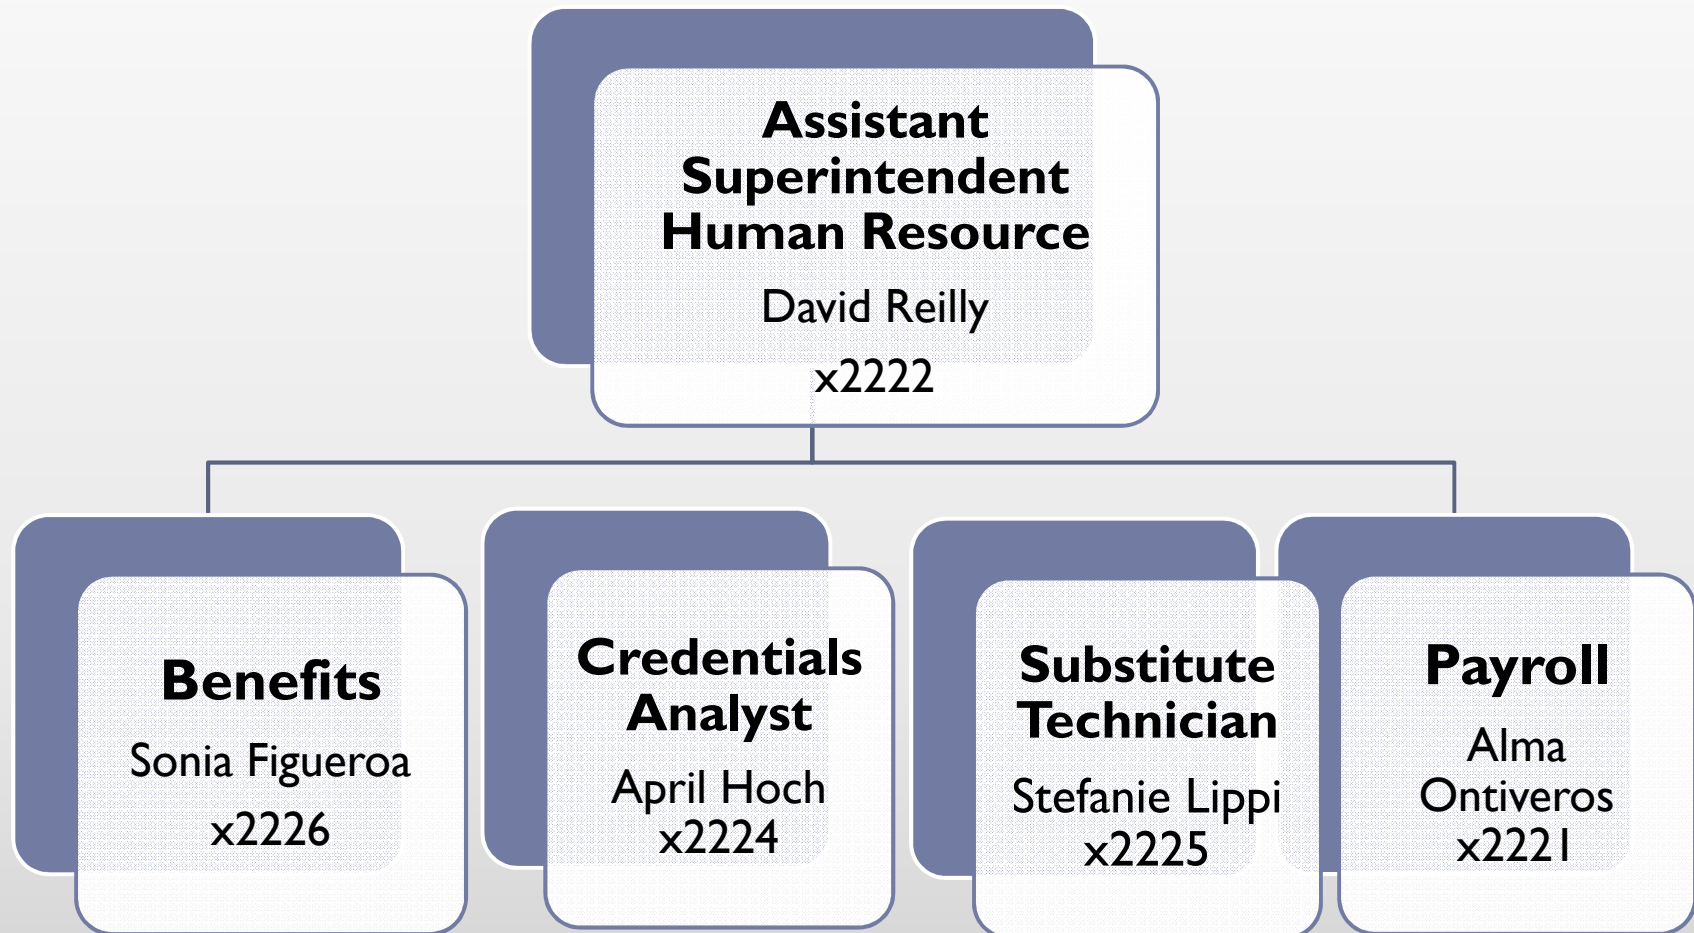 Assistant
Superintendent
Human Resource
David Reilly
x2222
Benefits
Sonia Figueroa
x2226
Credentials
Analyst
April Hoch
x2224
Substitute
Technician
Stefanie Lippi
x2225
Payroll
Alma
Ontiveros
x2221